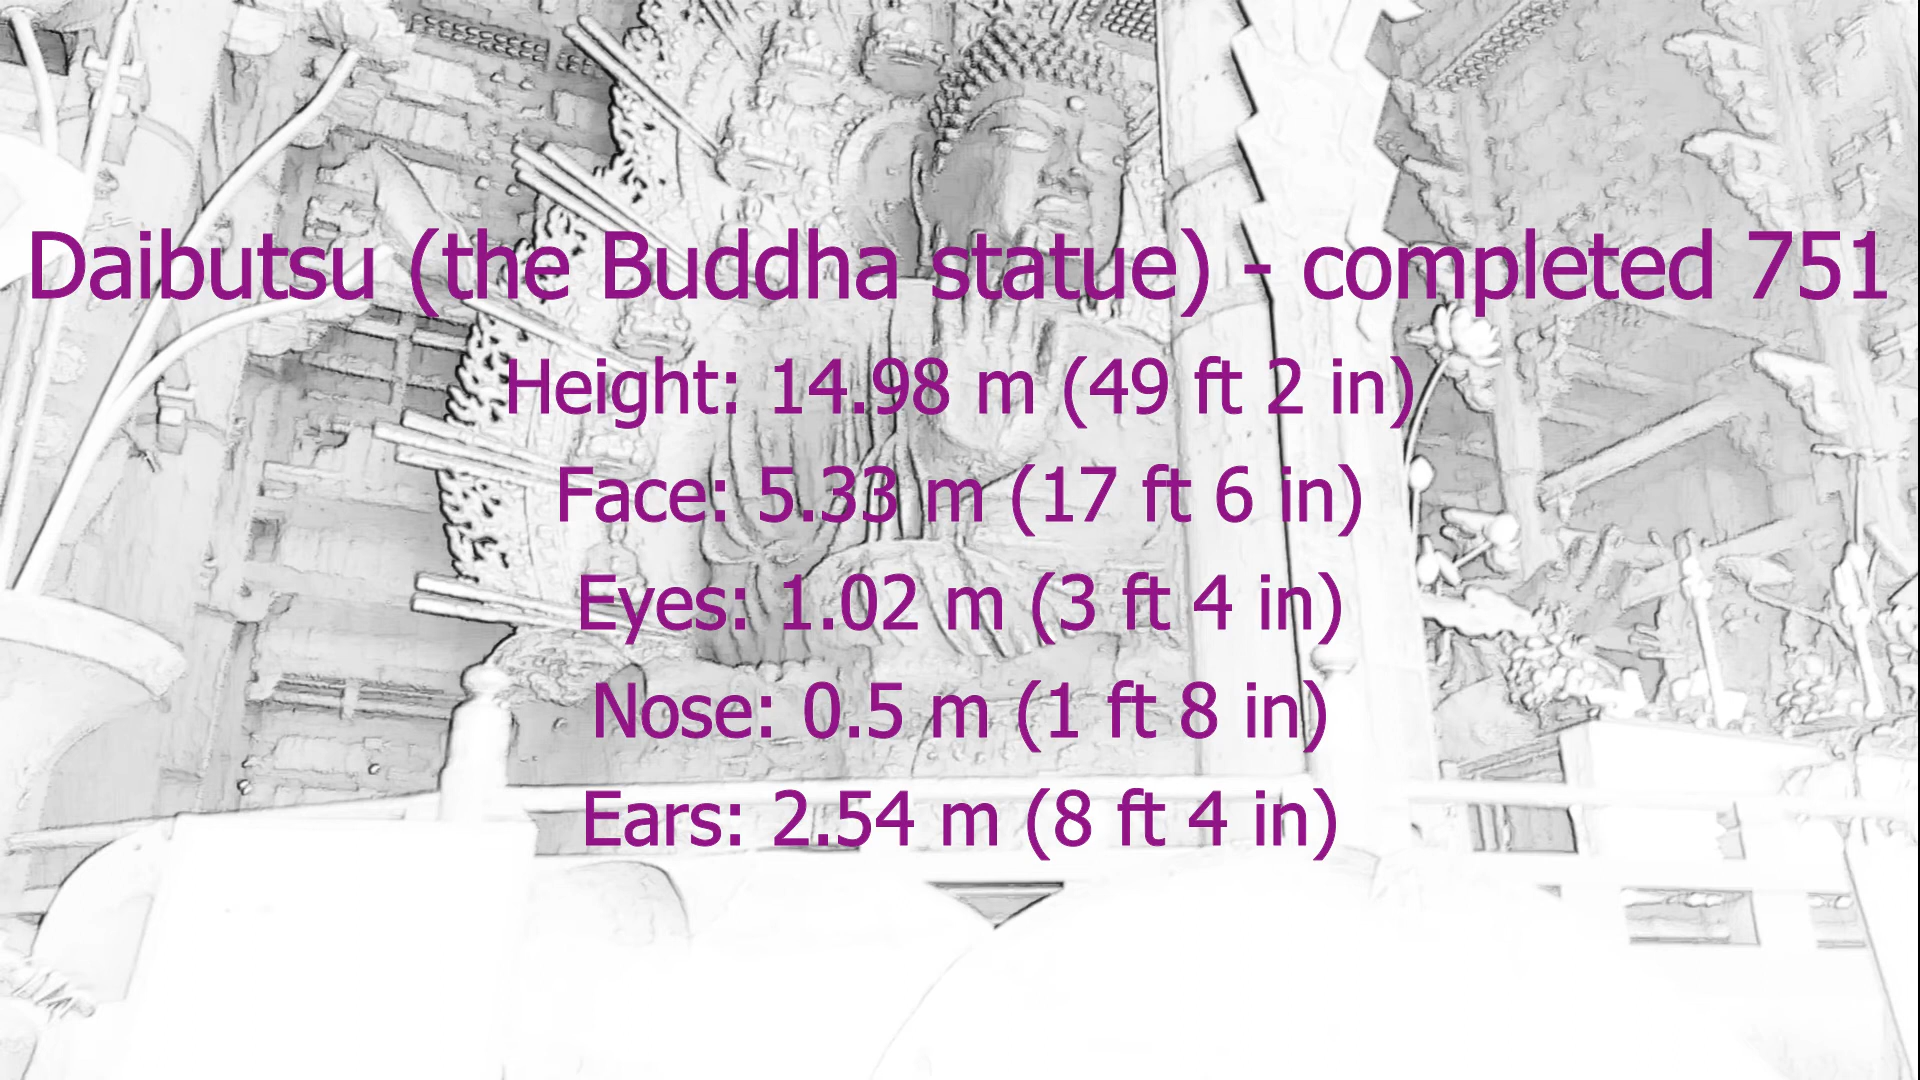 Daibutsu (the Buddha statue) - completed 751
Height: 14.98 m (49 ft 2 in)
Face: 5.33 m (17 ft 6 in)
Eyes: 1.02 m (3 ft 4 in)
Nose: 0.5 m (1 ft 8 in)
Ears: 2.54 m (8 ft 4 in)